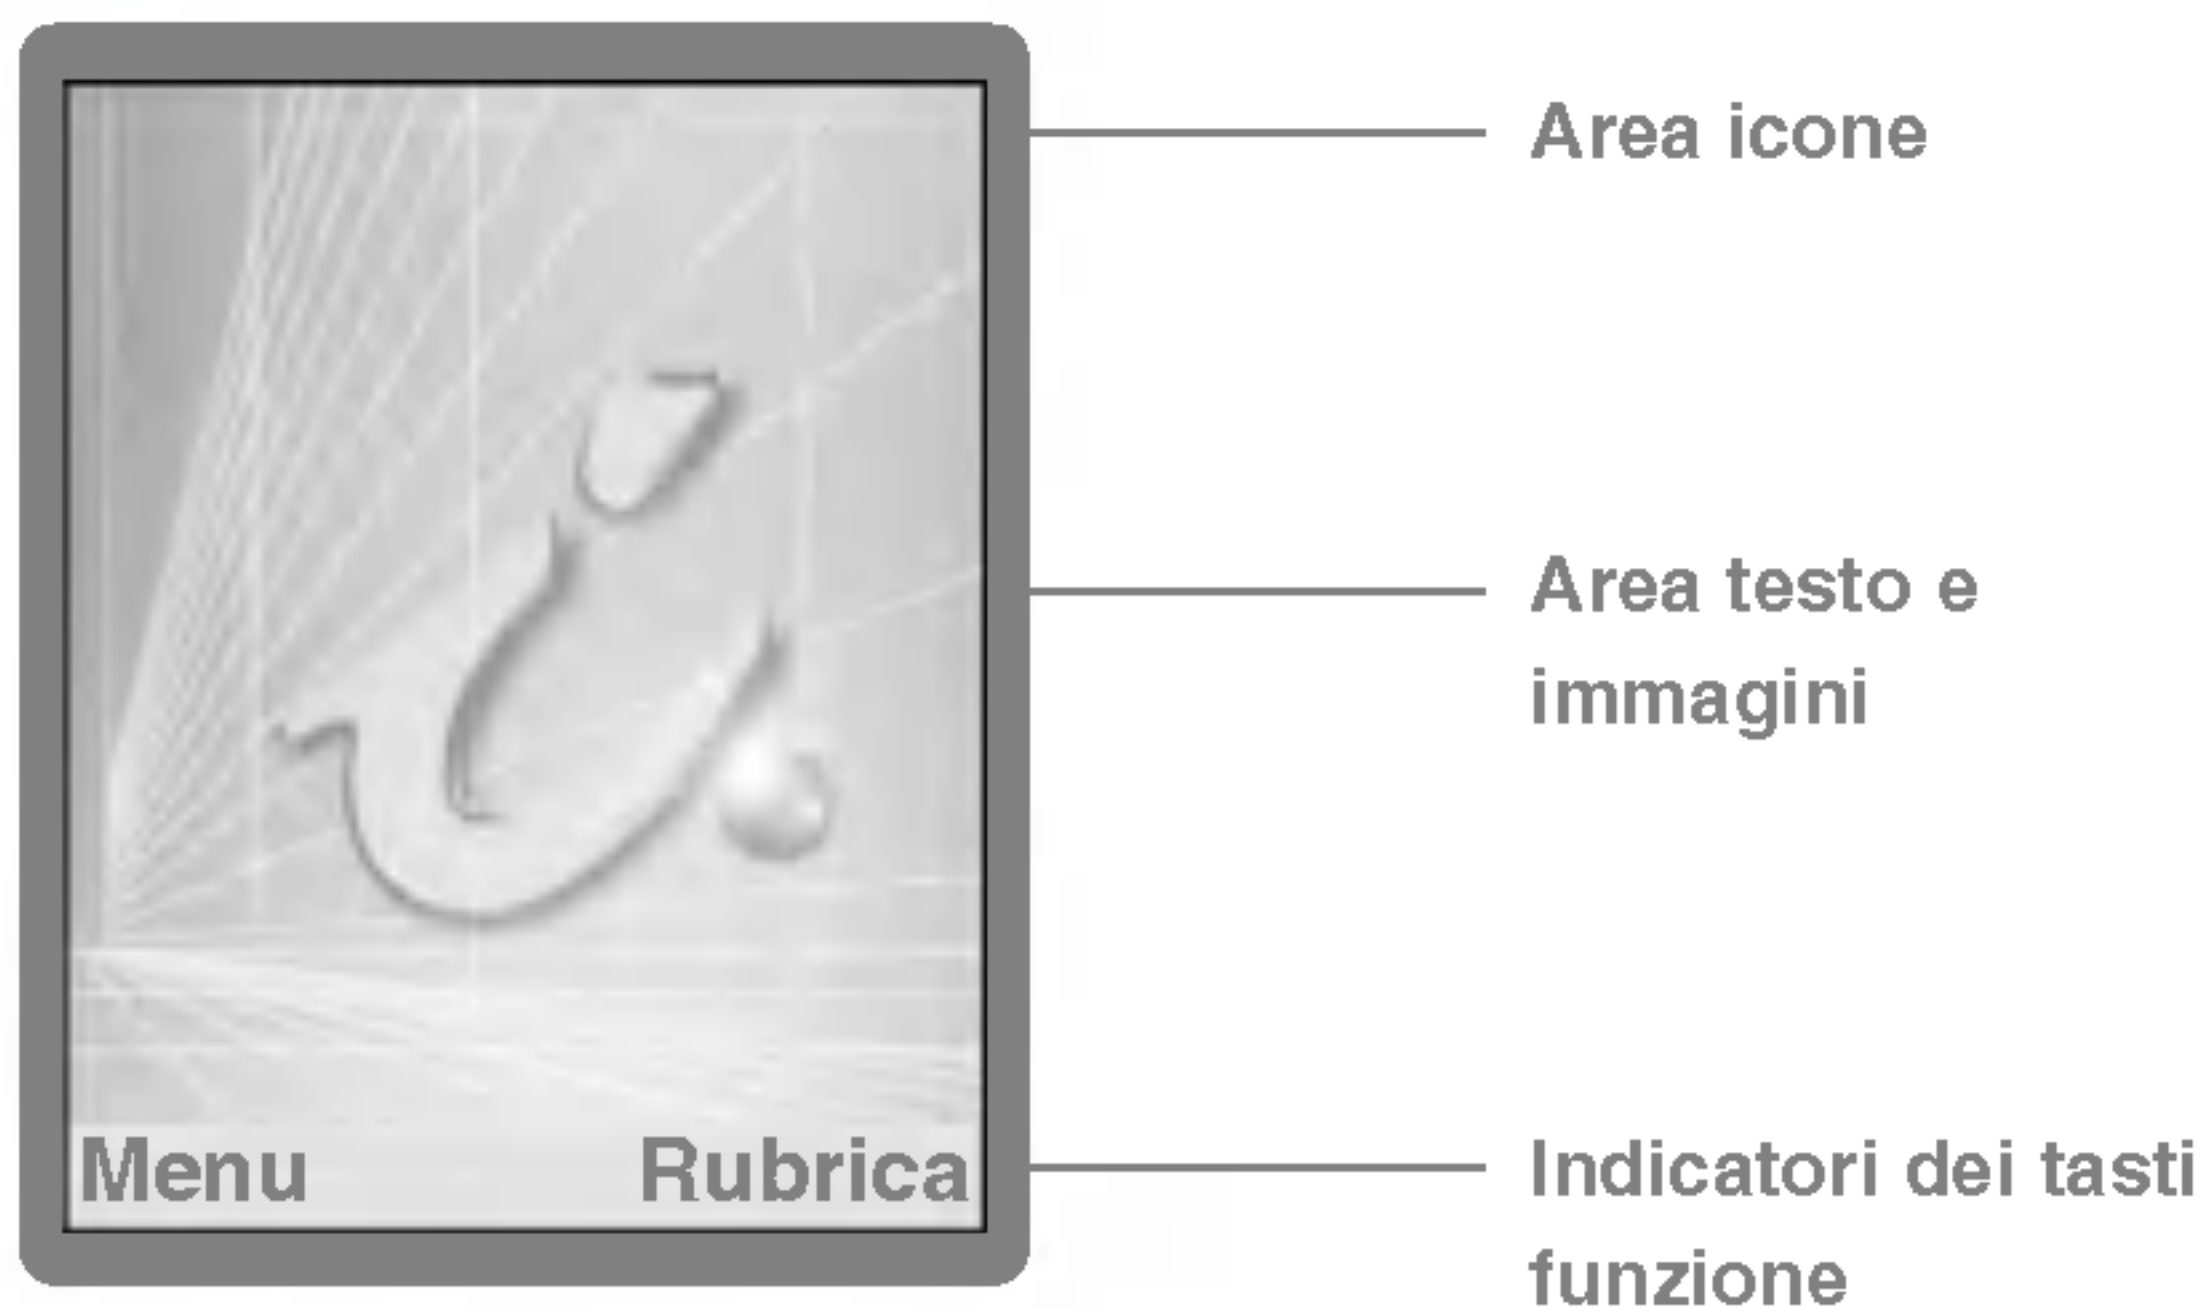 Area icone
Area testo e
immagini
Menu Rubrica
Indicatori dei tasti
funzione